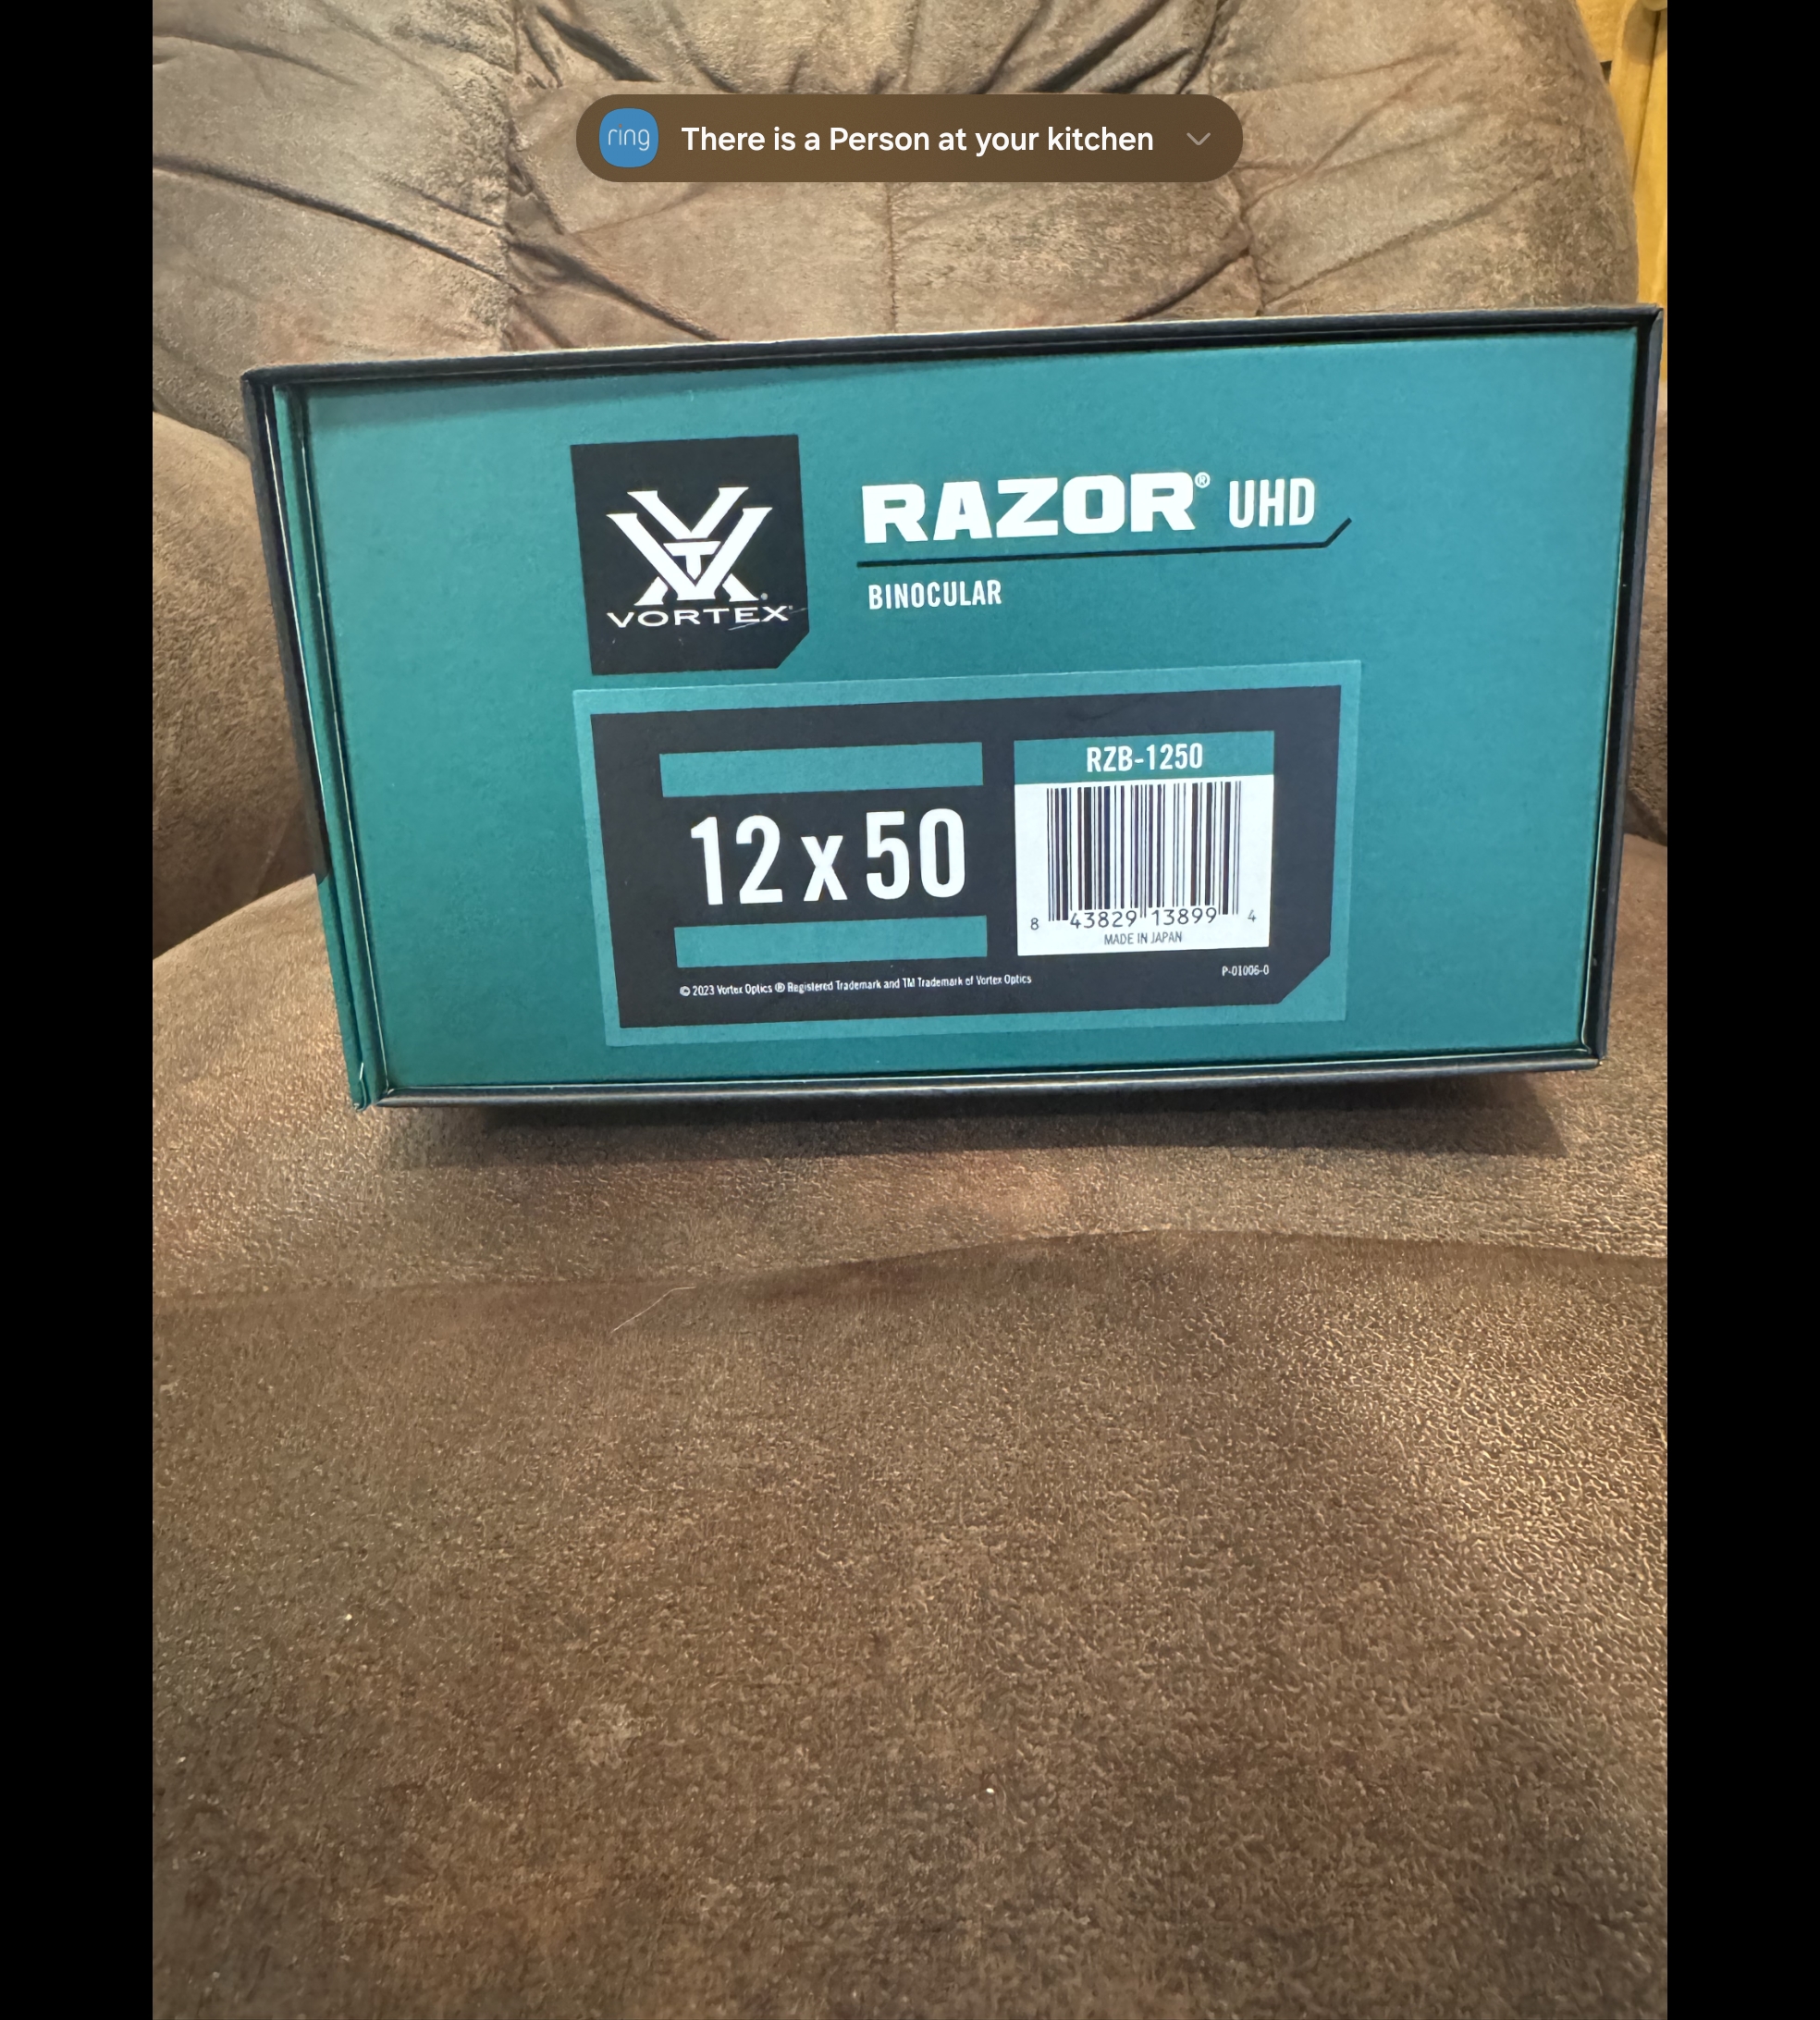 ring There is a Person at your kitchen
RAZOR® UHD
BINOCULAR
VORTEX
RZB-1250
12 x 50
8 43829 13899 4
MADE IN JAPAN
P-01006-0
© 2023 Vortex Optics ® Registered Trademark and TM Trademark of Vortex Optics